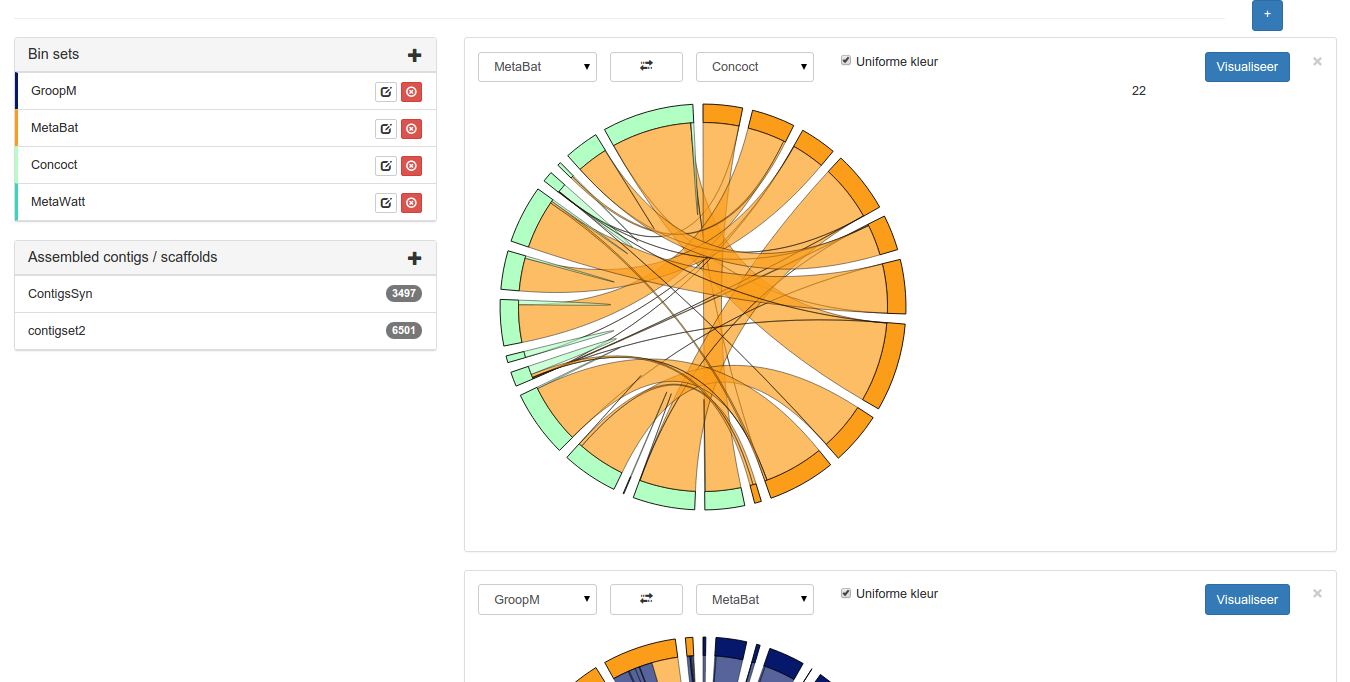 +
Bin sets
GroopM
MetaBat
Concoct
MetaWatt
Assembled contigs / scaffolds
ContigsSyn 3497
contigset2 6501
MetaBat Concoct Uniforme kleur Visualiseer ×
22
GroopM MetaBat Uniforme kleur Visualiseer ×